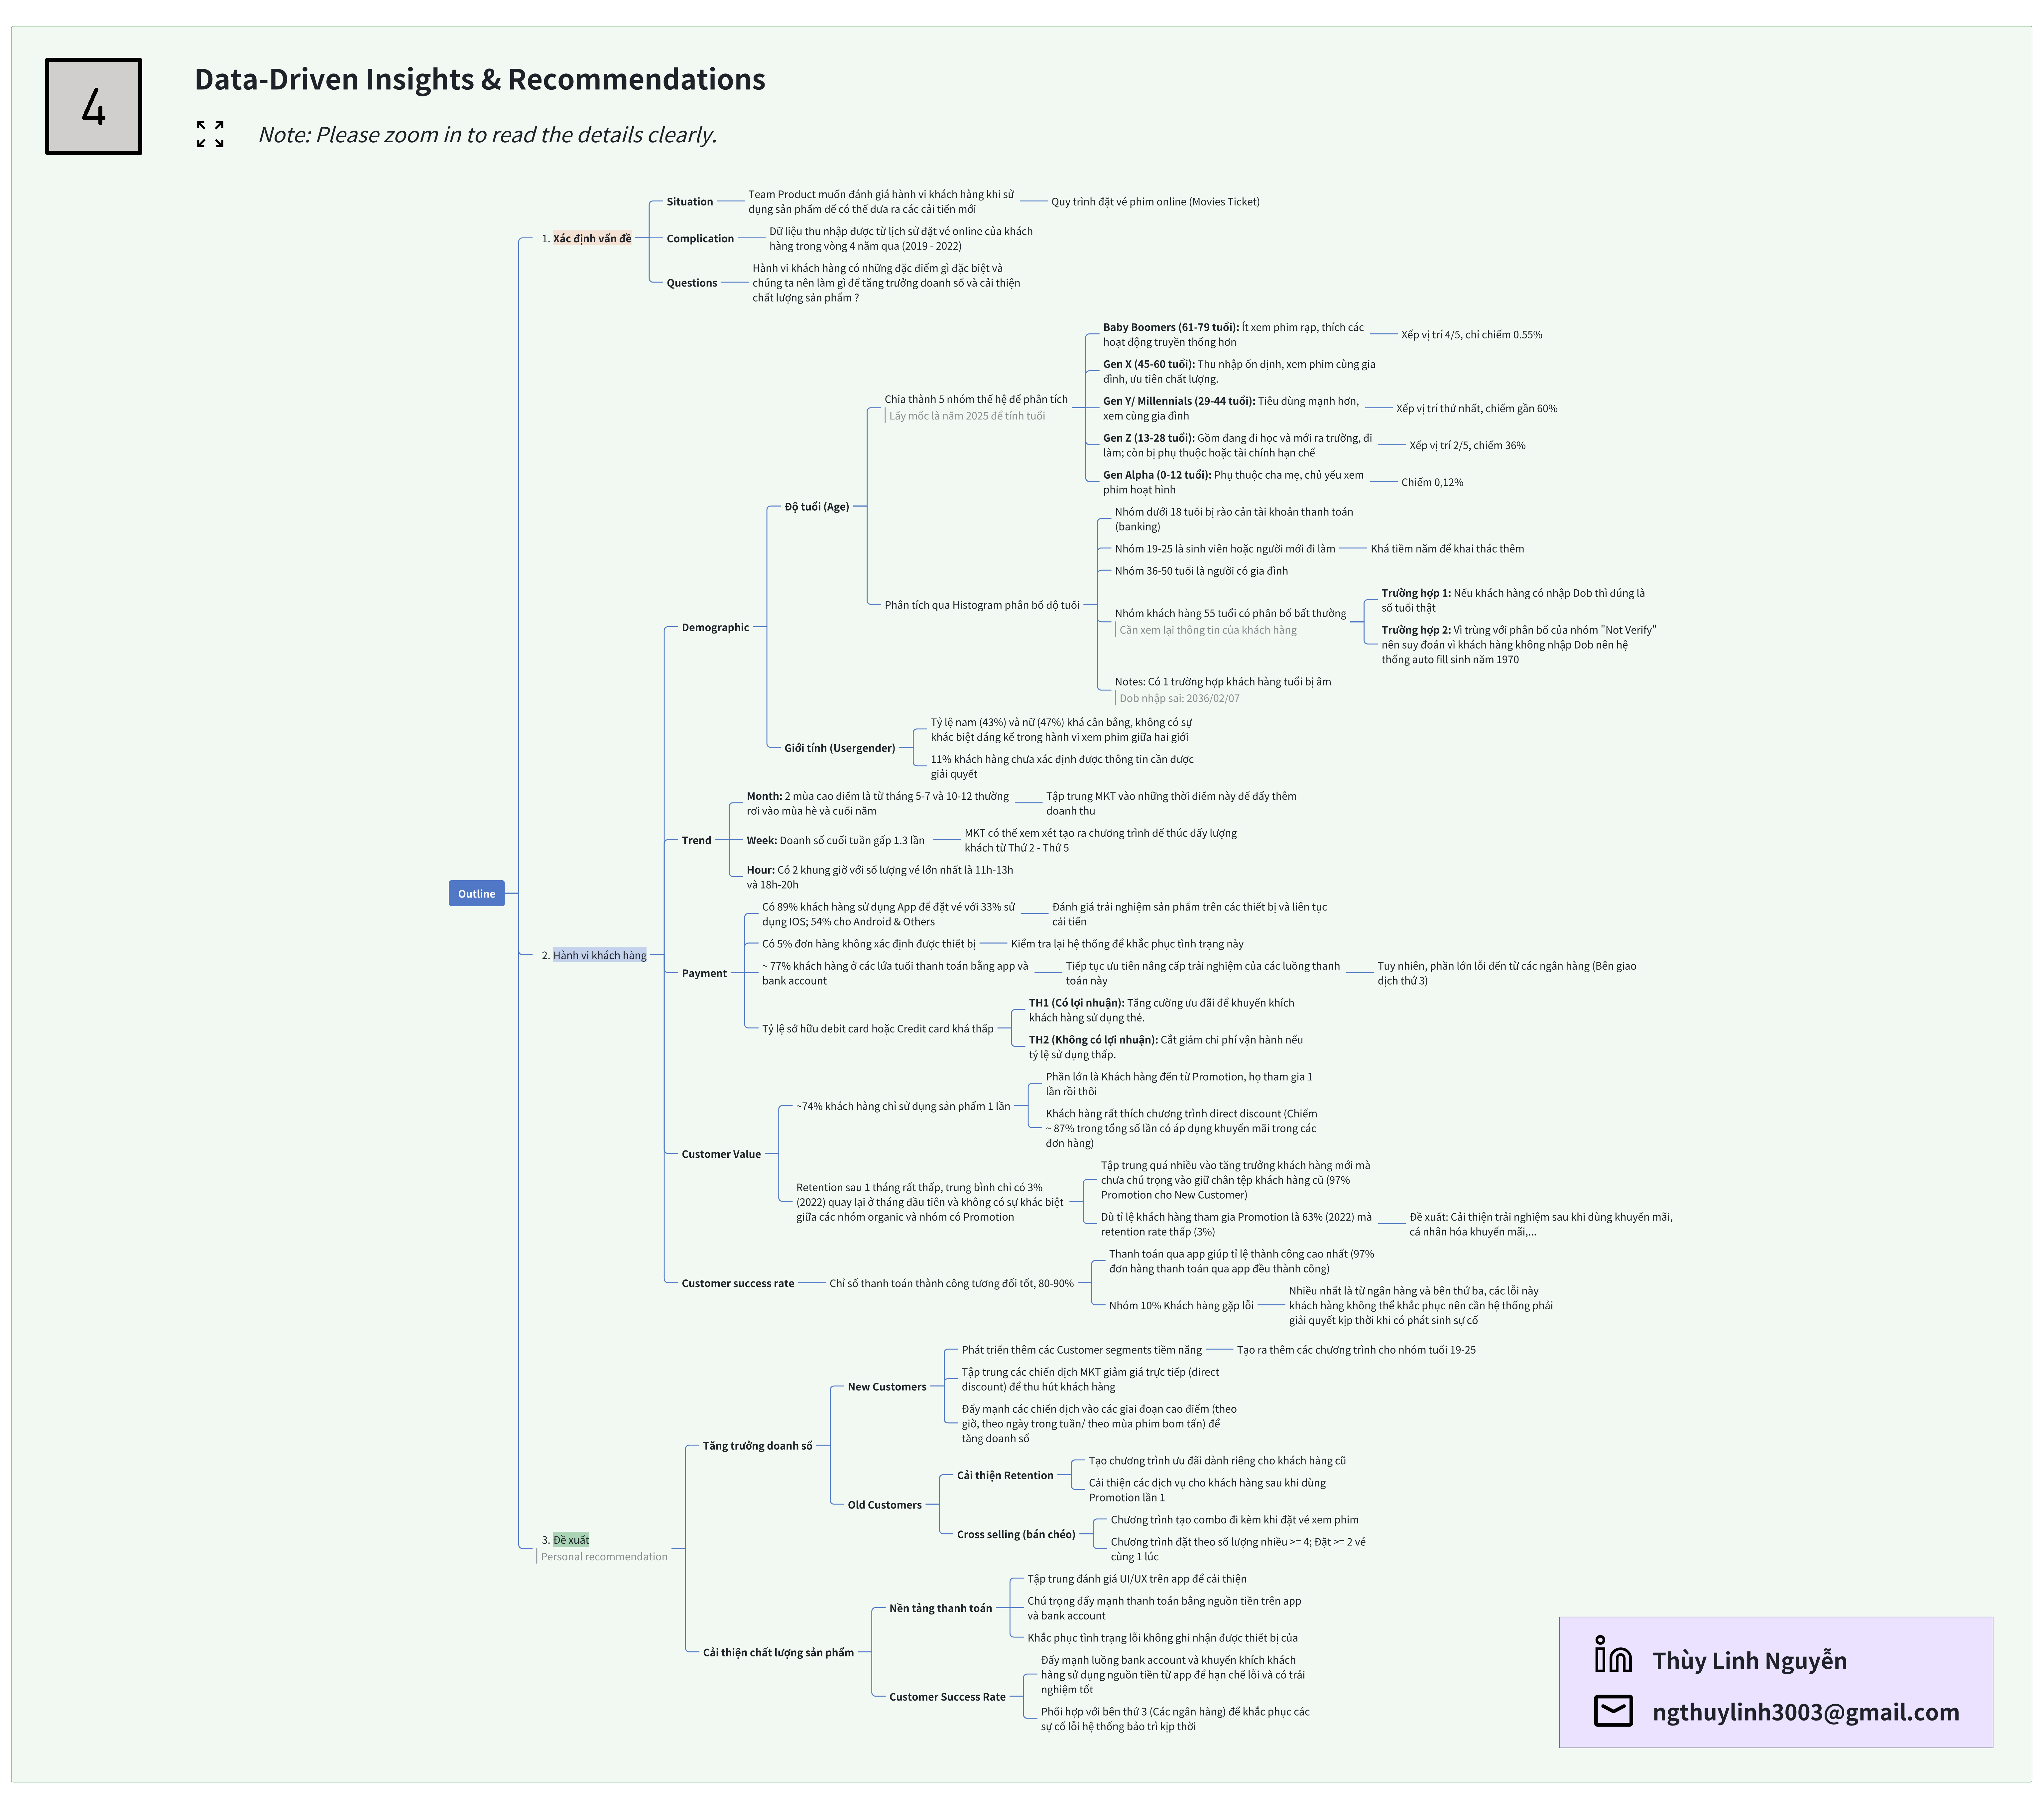 4
Data-Driven Insights & Recommendations
Note: Please zoom in to read the details clearly.
Outline
1. Xác định vấn đề
Situation
Team Product muốn đánh giá hành vi khách hàng khi sử
dụng sản phẩm để có thể đưa ra các cải tiến mới
Quy trình đặt vé phim online (Movies Ticket)
Complication
Dữ liệu thu nhập được từ lịch sử đặt vé online của khách
hàng trong vòng 4 năm qua (2019 - 2022)
Questions
Hành vi khách hàng có những đặc điểm gì đặc biệt và
chúng ta nên làm gì để tăng trưởng doanh số và cải thiện
chất lượng sản phẩm ?
2. Hành vi khách hàng
Demographic
Độ tuổi (Age)
Chia thành 5 nhóm thế hệ để phân tích
Lấy mốc là năm 2025 để tính tuổi
Baby Boomers (61-79 tuổi): Ít xem phim rạp, thích các
hoạt động truyền thống hơn
Xếp vị trí 4/5, chỉ chiếm 0.55%
Gen X (45-60 tuổi): Thu nhập ổn định, xem phim cùng gia
đình, ưu tiên chất lượng.
Gen Y/ Millennials (29-44 tuổi): Tiêu dùng mạnh hơn,
xem cùng gia đình
Xếp vị trí thứ nhất, chiếm gần 60%
Gen Z (13-28 tuổi): Gồm đang đi học và mới ra trường, đi
làm; còn bị phụ thuộc hoặc tài chính hạn chế
Xếp vị trí 2/5, chiếm 36%
Gen Alpha (0-12 tuổi): Phụ thuộc cha mẹ, chủ yếu xem
phim hoạt hình
Chiếm 0,12%
Phân tích qua Histogram phân bổ độ tuổi
Nhóm dưới 18 tuổi bị rào cản tài khoản thanh toán
(banking)
Nhóm 19-25 là sinh viên hoặc người mới đi làm
Khá tiềm năng để khai thác thêm
Nhóm 36-50 tuổi là người có gia đình
Nhóm khách hàng 55 tuổi có phân bố bất thường
Cần xem lại thông tin của khách hàng
Trường hợp 1: Nếu khách hàng có nhập Dob thì đúng là
số tuổi thật
Trường hợp 2: Vì trùng với phân bổ của nhóm "Not Verify"
nên suy đoán vì khách hàng không nhập Dob nên hệ
thống auto fill sinh năm 1970
Notes: Có 1 trường hợp khách hàng tuổi bị âm
Dob nhập sai: 2036/02/07
Giới tính (Usergender)
Tỷ lệ nam (43%) và nữ (47%) khá cân bằng, không có sự
khác biệt đáng kể trong hành vi xem phim giữa hai giới
11% khách hàng chưa xác định được thông tin cần được
giải quyết
Trend
Month: 2 mùa cao điểm là từ tháng 5-7 và 10-12 thường
rơi vào mùa hè và cuối năm
Tập trung MKT vào những thời điểm này để đẩy thêm
doanh thu
Week: Doanh số cuối tuần gấp 1.3 lần
MKT có thể xem xét tạo ra chương trình để thúc đẩy lượng
khách từ Thứ 2 - Thứ 5
Hour: Có 2 khung giờ với số lượng vé lớn nhất là 11h-13h
và 18h-20h
Payment
Có 89% khách hàng sử dụng App để đặt vé với 33% sử
dụng IOS; 54% cho Android & Others
Đánh giá trải nghiệm sản phẩm trên các thiết bị và liên tục
cải tiến
Có 5% đơn hàng không xác định được thiết bị
Kiểm tra lại hệ thống để khắc phục tình trạng này
~ 77% khách hàng ở các lứa tuổi thanh toán bằng app và
bank account
Tiếp tục ưu tiên nâng cấp trải nghiệm của các luồng thanh
toán này
Tuy nhiên, phần lớn lỗi đến từ các ngân hàng (Bên giao
dịch thứ 3)
Tỷ lệ sở hữu debit card hoặc Credit card khá thấp
TH1 (Có lợi nhuận): Tăng cường ưu đãi để khuyến khích
khách hàng sử dụng thẻ.
TH2 (Không có lợi nhuận): Cắt giảm chi phí vận hành nếu
tỷ lệ sử dụng thấp.
Customer Value
~74% khách hàng chỉ sử dụng sản phẩm 1 lần
Phần lớn là Khách hàng đến từ Promotion, họ tham gia 1
lần rồi thôi
Khách hàng rất thích chương trình direct discount (Chiếm
~ 87% trong tổng số lần có áp dụng khuyến mãi trong các
đơn hàng)
Retention sau 1 tháng rất thấp, trung bình chỉ có 3%
(2022) quay lại ở tháng đầu tiên và không có sự khác biệt
giữa các nhóm organic và nhóm có Promotion
Tập trung quá nhiều vào tăng trưởng khách hàng mới mà
chưa chú trọng vào giữ chân tệp khách hàng cũ (97%
Promotion cho New Customer)
Dù tỉ lệ khách hàng tham gia Promotion là 63% (2022) mà
retention rate thấp (3%)
Đề xuất: Cải thiện trải nghiệm sau khi dùng khuyến mãi,
cá nhân hóa khuyến mãi,...
Customer success rate
Chỉ số thanh toán thành công tương đối tốt, 80-90%
Thanh toán qua app giúp tỉ lệ thành công cao nhất (97%
đơn hàng thanh toán qua app đều thành công)
Nhóm 10% Khách hàng gặp lỗi
Nhiều nhất là từ ngân hàng và bên thứ ba, các lỗi này
khách hàng không thể khắc phục nên cần hệ thống phải
giải quyết kịp thời khi có phát sinh sự cố
3. Đề xuất
Personal recommendation
Tăng trưởng doanh số
New Customers
Phát triển thêm các Customer segments tiềm năng
Tạo ra thêm các chương trình cho nhóm tuổi 19-25
Tập trung các chiến dịch MKT giảm giá trực tiếp (direct
discount) để thu hút khách hàng
Đẩy mạnh các chiến dịch vào các giai đoạn cao điểm (theo
giờ, theo ngày trong tuần/ theo mùa phim bom tấn) để
tăng doanh số
Old Customers
Cải thiện Retention
Tạo chương trình ưu đãi dành riêng cho khách hàng cũ
Cải thiện các dịch vụ cho khách hàng sau khi dùng
Promotion lần 1
Cross selling (bán chéo)
Chương trình tạo combo đi kèm khi đặt vé xem phim
Chương trình đặt theo số lượng nhiều >= 4; Đặt >= 2 vé
cùng 1 lúc
Cải thiện chất lượng sản phẩm
Nền tảng thanh toán
Tập trung đánh giá UI/UX trên app để cải thiện
Chú trọng đẩy mạnh thanh toán bằng nguồn tiền trên app
và bank account
Khắc phục tình trạng lỗi không ghi nhận được thiết bị của
Customer Success Rate
Đẩy mạnh luồng bank account và khuyến khích khách
hàng sử dụng nguồn tiền từ app để hạn chế lỗi và có trải
nghiệm tốt
Phối hợp với bên thứ 3 (Các ngân hàng) để khắc phục các
sự cố lỗi hệ thống bảo trì kịp thời
in
Thùy Linh Nguyễn
ngthuylinh3003@gmail.com